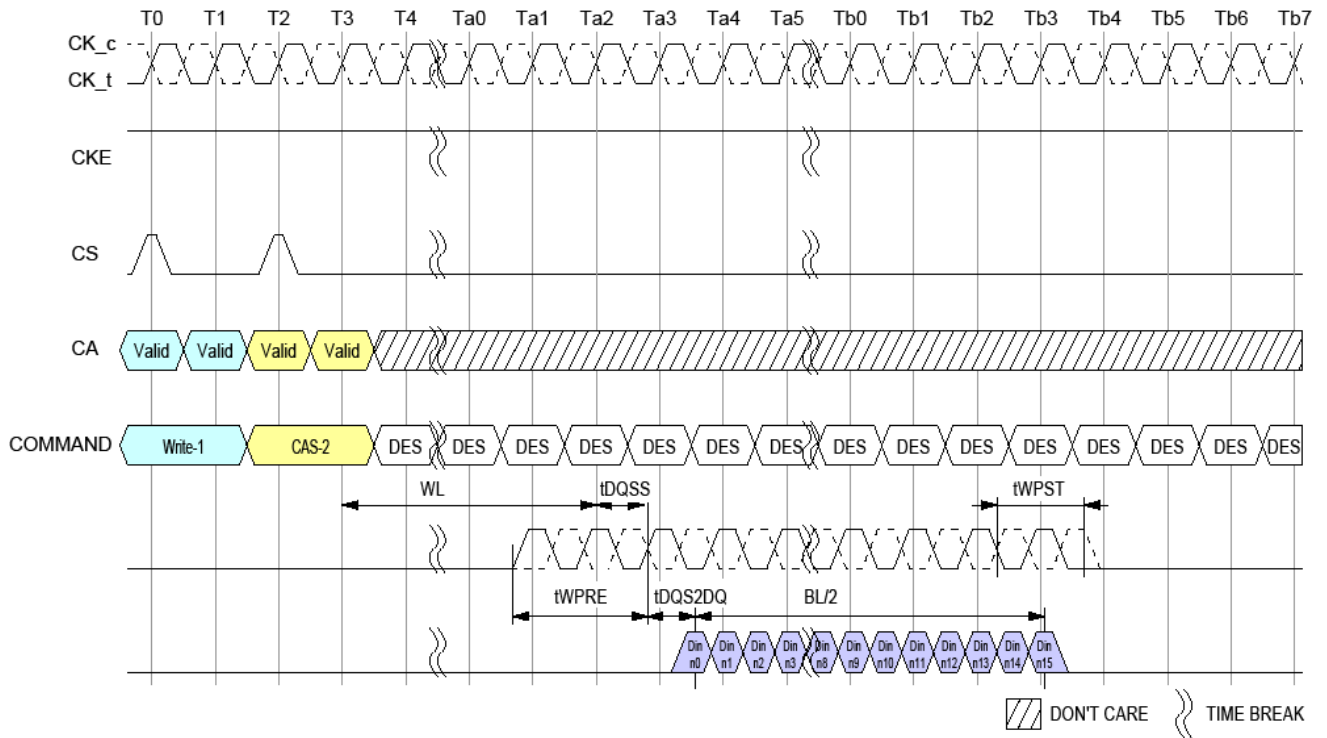 T0 T1 T2 T3 T4 Ta0 Ta1 Ta2 Ta3 Ta4 Ta5 Tb0 Tb1 Tb2 Tb3 Tb4 Tb5 Tb6 Tb7
CK_c
CK_t
CKE
CS
CA Valid Valid Valid Valid
COMMAND Write-1 CAS-2 DES DES DES DES DES DES DES DES DES DES DES DES DES DES DES
WL tDQSS tWPST
tWPRE tDQS2DQ BL/2
Din Din Din Din Din Din Din Din Din Din Din Din
n0 n1 n2 n3 n8 n9 n10 n11 n12 n13 n14 n15
DON'T CARE TIME BREAK